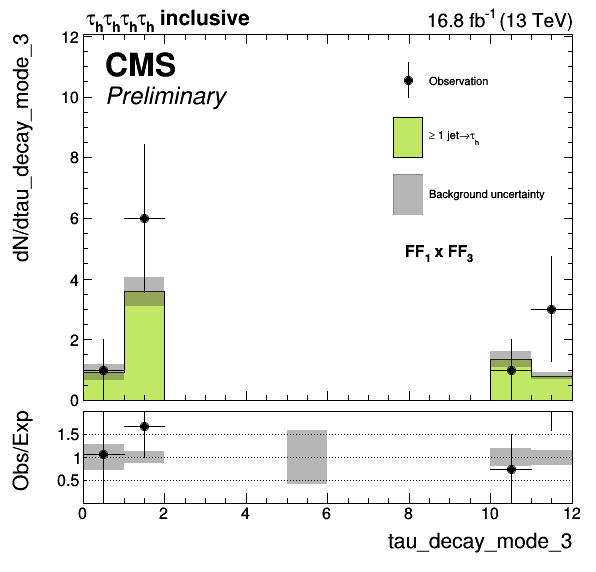 τhτhτhτh inclusive
16.8 fb⁻¹ (13 TeV)
dN/dtau_decay_mode_3
CMS
Preliminary
Observation
≥ 1 jet→τh
Background uncertainty
FF₁ x FF₃
12
10
8
6
4
2
0
Obs/Exp
1.5
1
0.5
0 2 4 6 8 10 12
tau_decay_mode_3